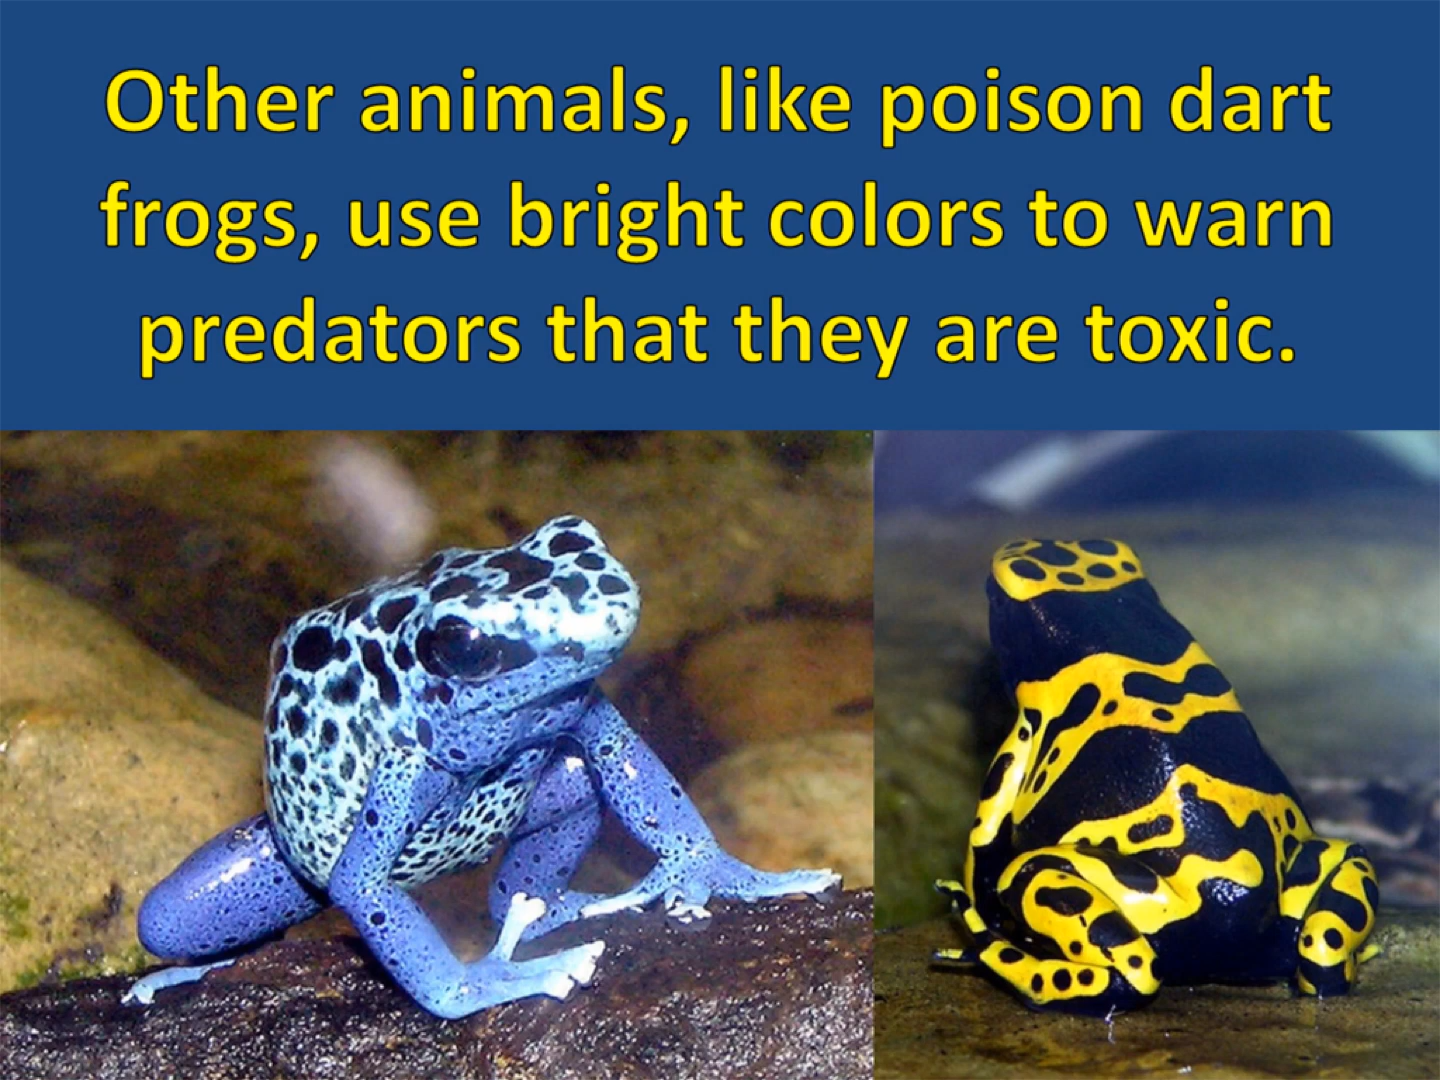 Other animals, like poison dart
frogs, use bright colors to warn
predators that they are toxic.